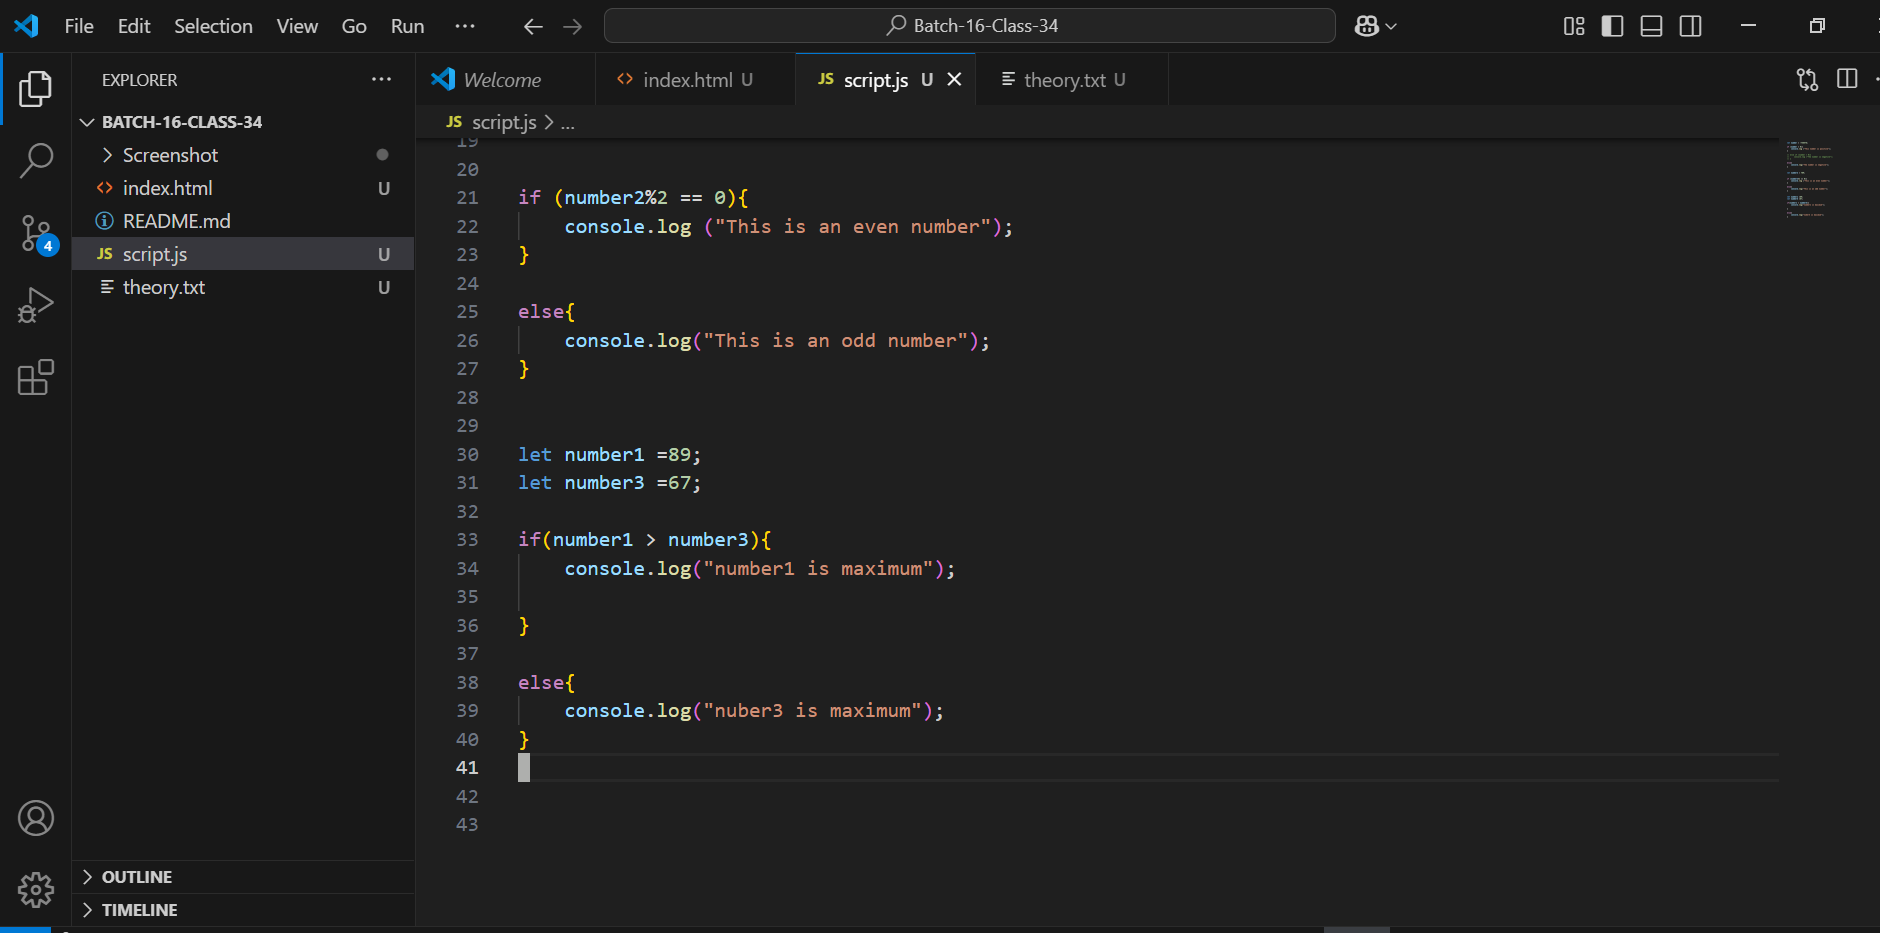 File Edit Selection View Go Run ··· Batch-16-Class-34
EXPLORER ···
Welcome index.html U JS script.js U theory.txt U
JS script.js > ...
BATCH-16-CLASS-34
Screenshot
index.html U
README.md
JS script.js U
theory.txt U
4
19
20
21 if (number2%2 == 0){
22     console.log ("This is an even number");
23 }
24
25 else{
26     console.log("This is an odd number");
27 }
28
29
30 let number1 =89;
31 let number3 =67;
32
33 if(number1 > number3){
34     console.log("number1 is maximum");
35
36 }
37
38 else{
39     console.log("nuber3 is maximum");
40 }
41
42
43
OUTLINE
TIMELINE